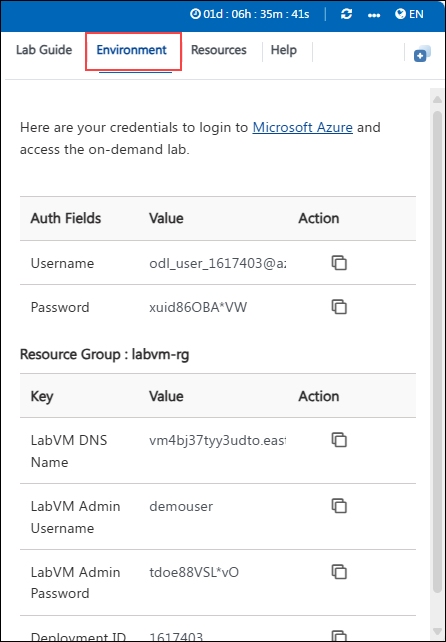 01d : 06h : 35m : 41s ••• EN
Lab Guide Environment Resources Help
Here are your credentials to login to Microsoft Azure and
access the on-demand lab.
Auth Fields Value Action
Username odl_user_1617403@az
Password xuid86OBA*VW
Resource Group : labvm-rg
Key Value Action
LabVM DNS vm4bj37tyy3udto.east
Name
LabVM Admin demouser
Username
LabVM Admin tdoe88VSL*vO
Password
Deployment ID 1617403